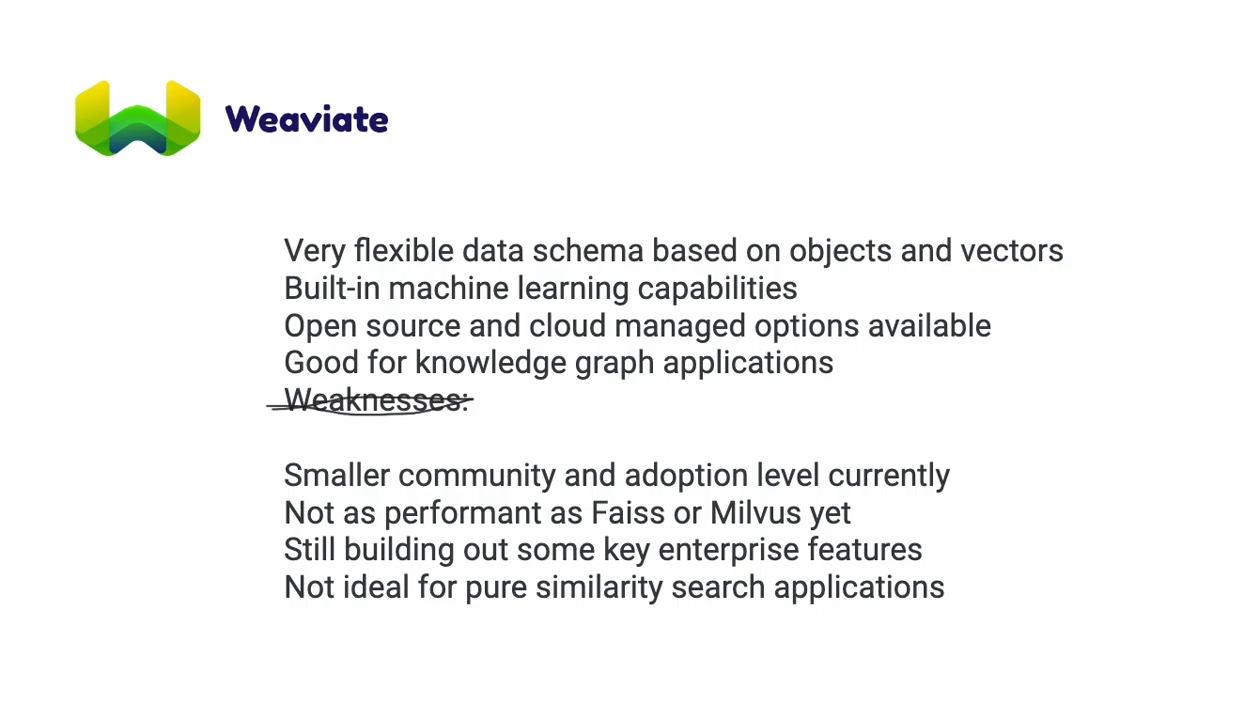 Weaviate
Very flexible data schema based on objects and vectors
Built-in machine learning capabilities
Open source and cloud managed options available
Good for knowledge graph applications
Weaknesses:
Smaller community and adoption level currently
Not as performant as Faiss or Milvus yet
Still building out some key enterprise features
Not ideal for pure similarity search applications